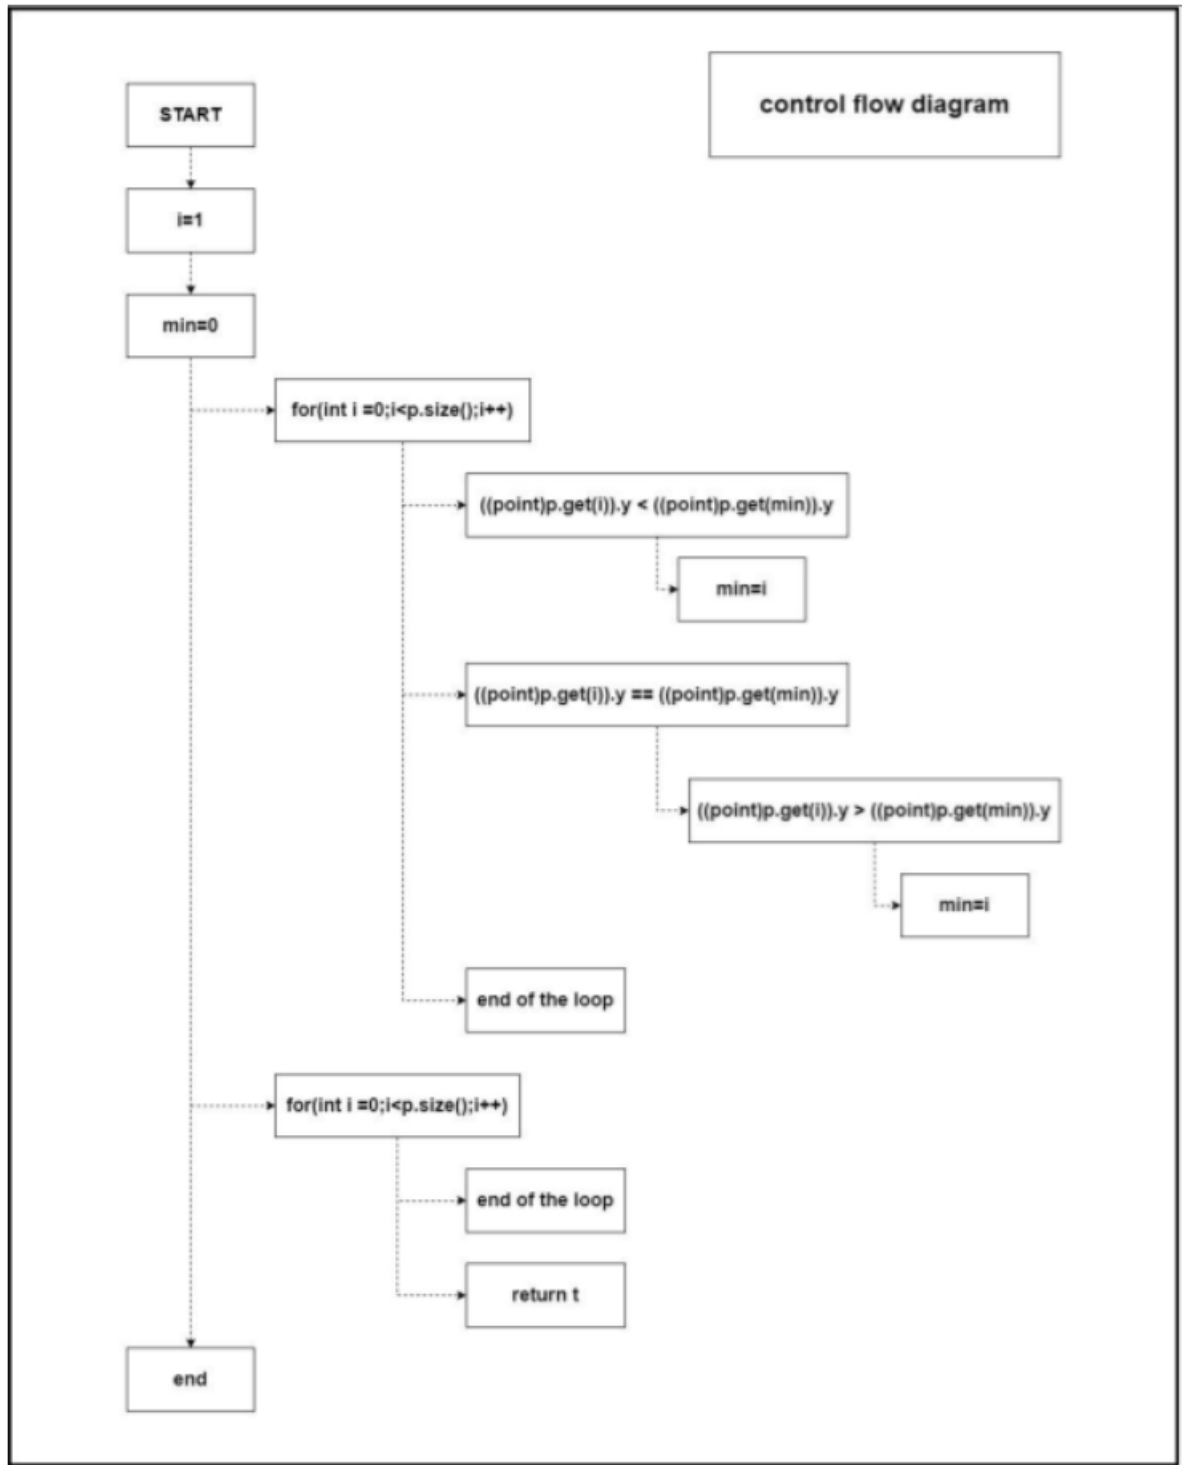 control flow diagram
START
i=1
min=0
for(int i =0;i<p.size();i++)
((point)p.get(i)).y < ((point)p.get(min)).y
min=i
((point)p.get(i)).y == ((point)p.get(min)).y
((point)p.get(i)).y > ((point)p.get(min)).y
min=i
end of the loop
for(int i =0;i<p.size();i++)
end of the loop
return t
end